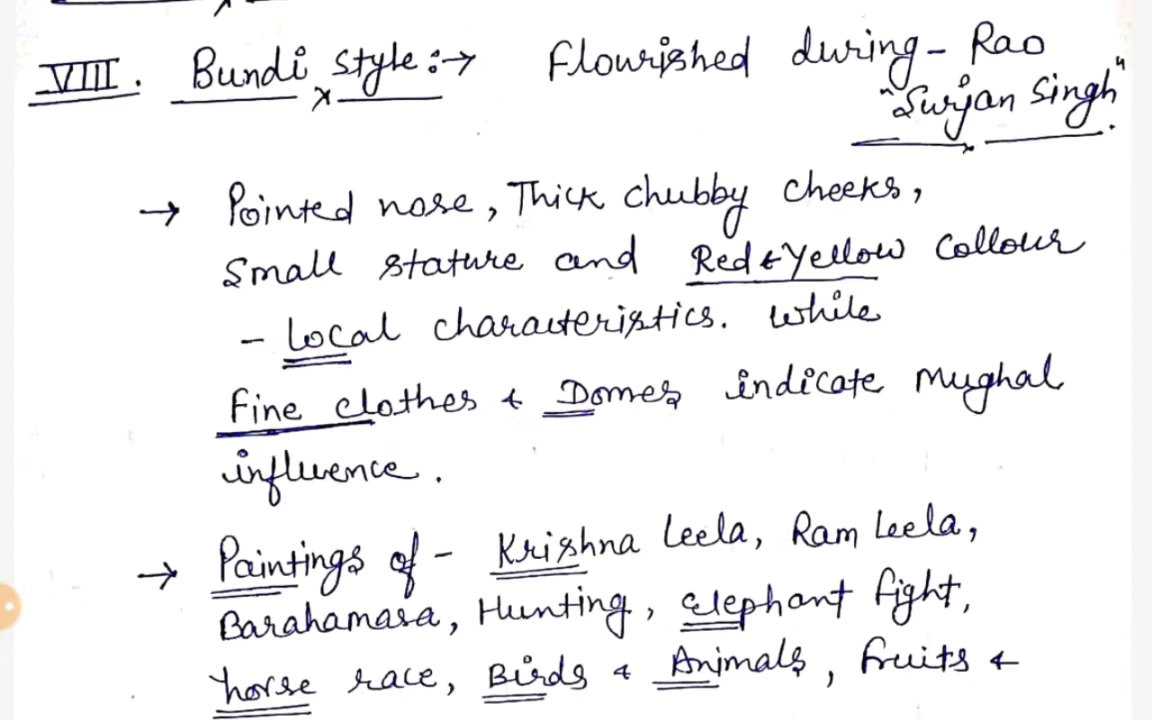 VIII. Bundi style:→ Flourished during - Rao
"Surjan Singh".
→ Pointed nose, Thick chubby cheeks,
Small stature and Red & Yellow Collour
- Local characteristics. while
Fine clothes & Domes indicate Mughal
influence.
→ Paintings of - Krishna Leela, Ram Leela,
Barahamasa, Hunting, elephant fight,
horse race, Birds & Animals, fruits &